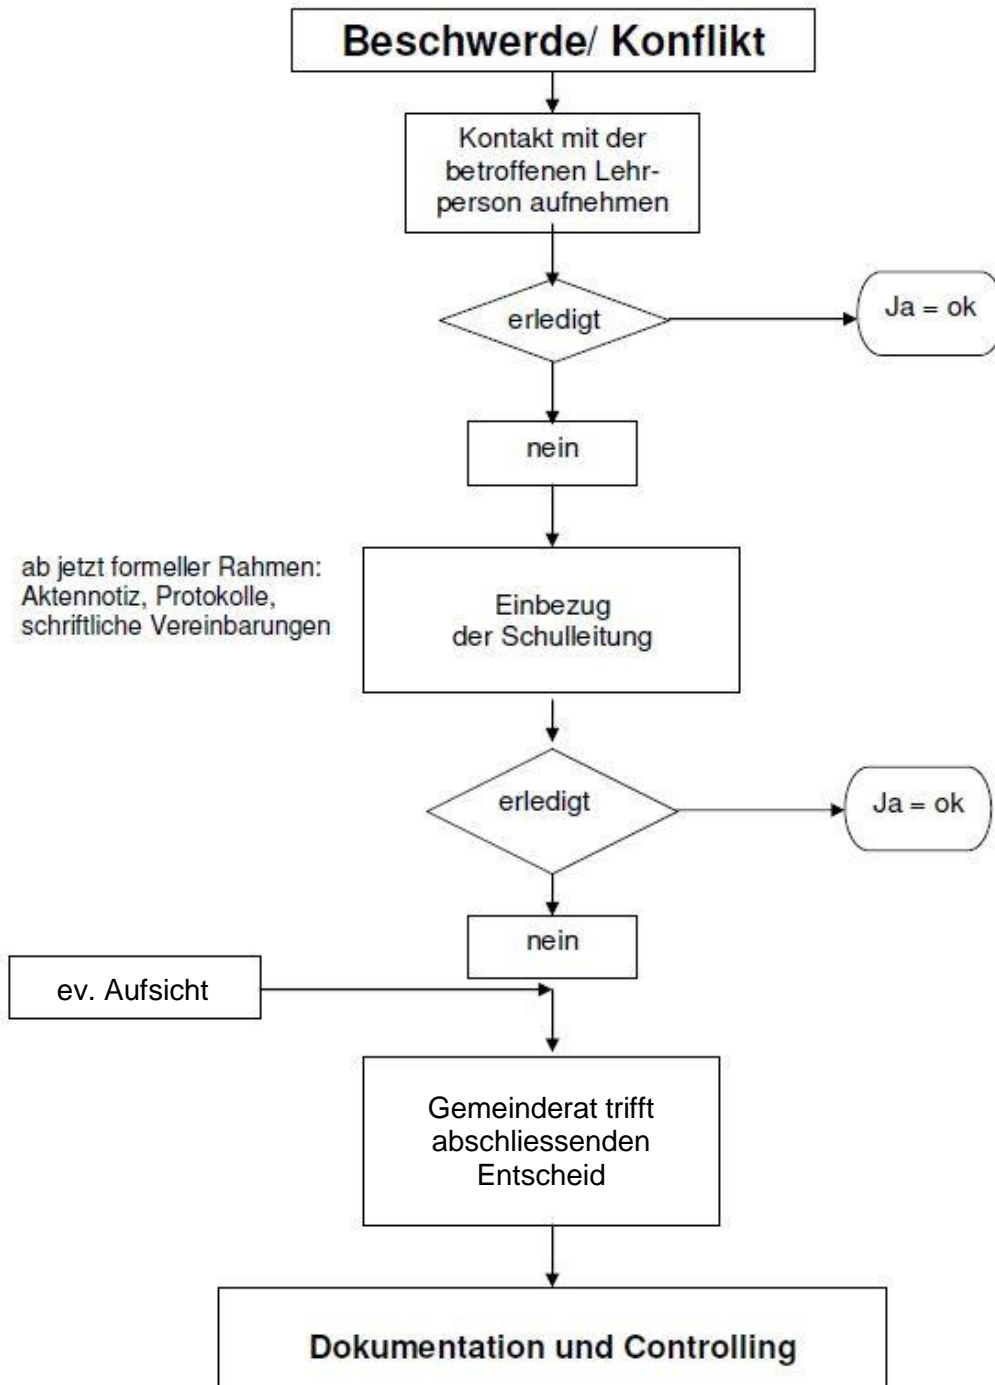 Beschwerde/ Konflikt
Kontakt mit der
betroffenen Lehr-
person aufnehmen
erledigt
Ja = ok
nein
ab jetzt formeller Rahmen:
Aktennotiz, Protokolle,
schriftliche Vereinbarungen
Einbezug
der Schulleitung
erledigt
Ja = ok
nein
ev. Aufsicht
Gemeinderat trifft
abschliessenden
Entscheid
Dokumentation und Controlling